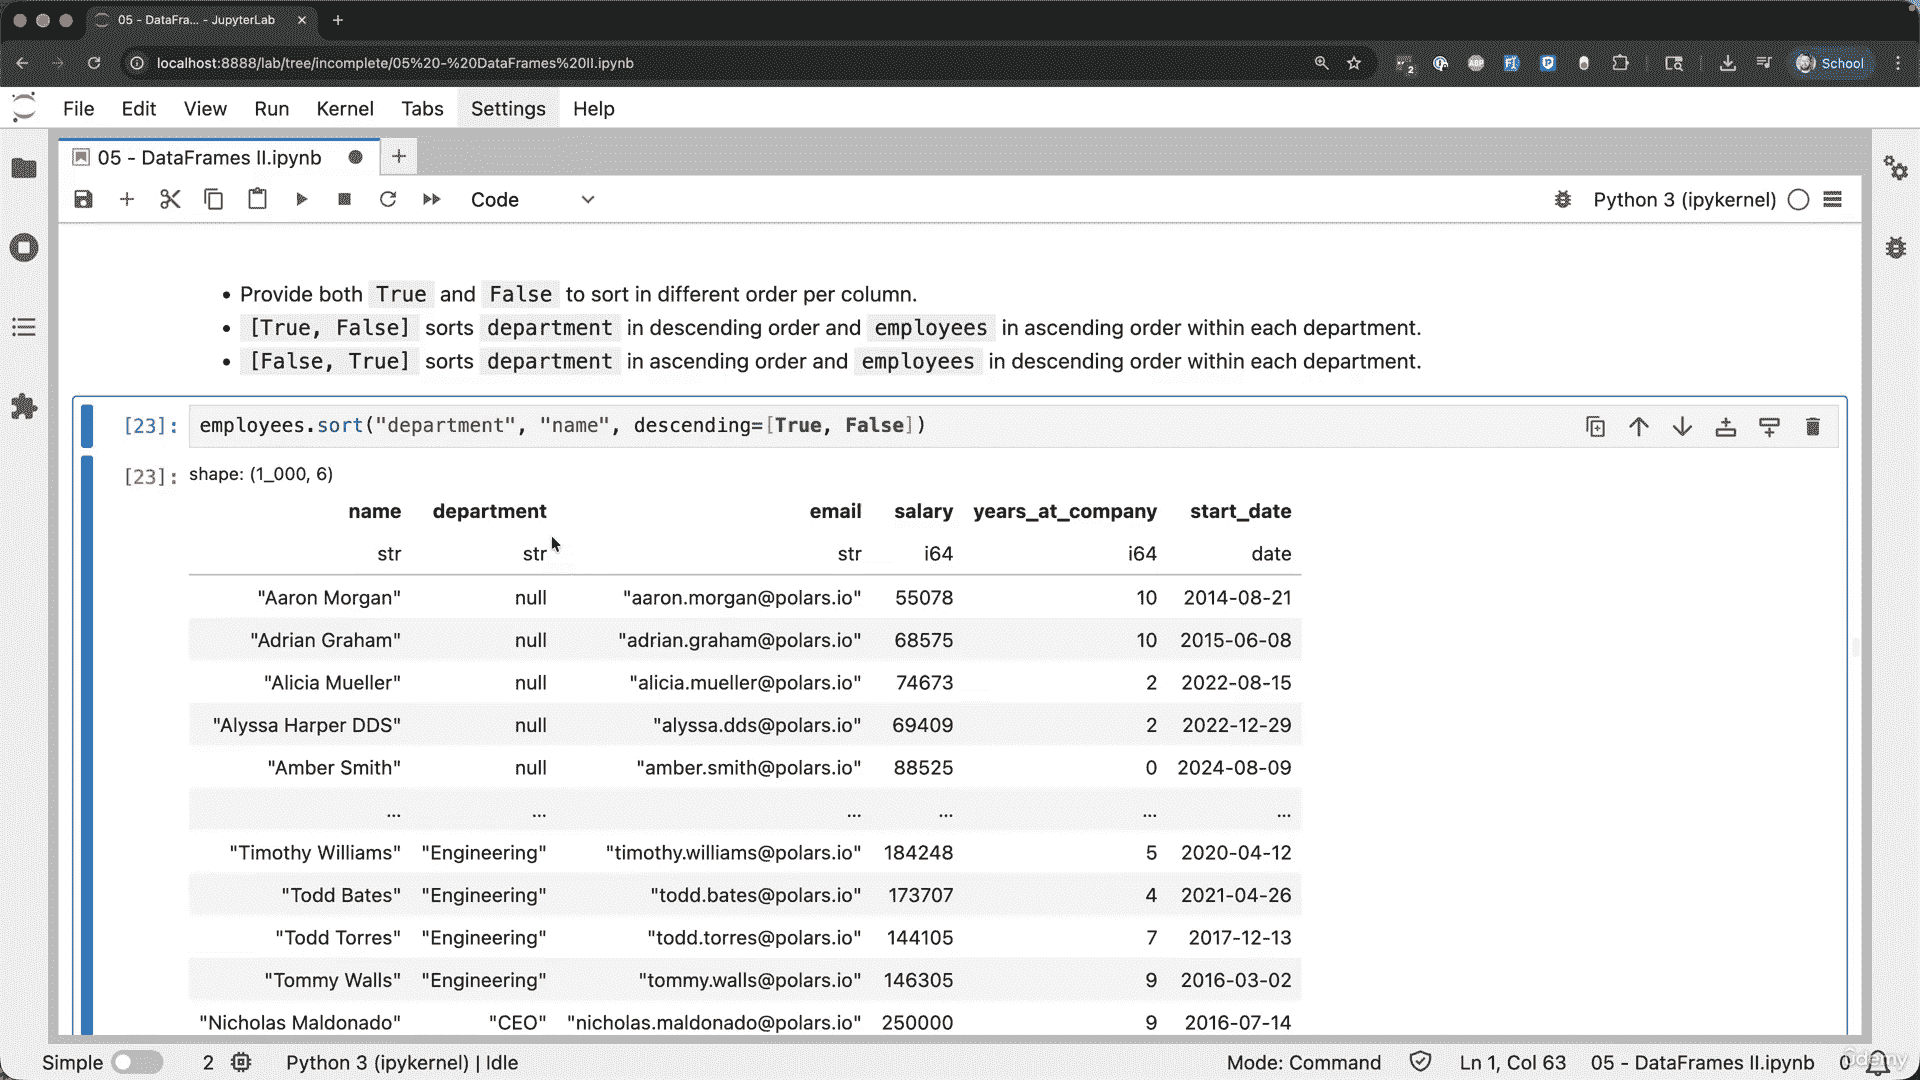 05 - DataFra... - JupyterLab
localhost:8888/lab/tree/incomplete/05%20-%20DataFrames%20II.ipynb
2
ABP
School
File Edit View Run Kernel Tabs Settings Help
05 - DataFrames II.ipynb
Code
Python 3 (ipykernel)
• Provide both True and False to sort in different order per column.
• [True, False] sorts department in descending order and employees in ascending order within each department.
• [False, True] sorts department in ascending order and employees in descending order within each department.
[23]: employees.sort("department", "name", descending=[True, False])
[23]: shape: (1_000, 6)
name department email salary years_at_company start_date
str str str i64 i64 date
"Aaron Morgan" null "aaron.morgan@polars.io" 55078 10 2014-08-21
"Adrian Graham" null "adrian.graham@polars.io" 68575 10 2015-06-08
"Alicia Mueller" null "alicia.mueller@polars.io" 74673 2 2022-08-15
"Alyssa Harper DDS" null "alyssa.dds@polars.io" 69409 2 2022-12-29
"Amber Smith" null "amber.smith@polars.io" 88525 0 2024-08-09
... ... ... ... ... ...
"Timothy Williams" "Engineering" "timothy.williams@polars.io" 184248 5 2020-04-12
"Todd Bates" "Engineering" "todd.bates@polars.io" 173707 4 2021-04-26
"Todd Torres" "Engineering" "todd.torres@polars.io" 144105 7 2017-12-13
"Tommy Walls" "Engineering" "tommy.walls@polars.io" 146305 9 2016-03-02
"Nicholas Maldonado" "CEO" "nicholas.maldonado@polars.io" 250000 9 2016-07-14
Simple 2 Python 3 (ipykernel) | Idle Mode: Command Ln 1, Col 63 05 - DataFrames II.ipynb 0
Udemy